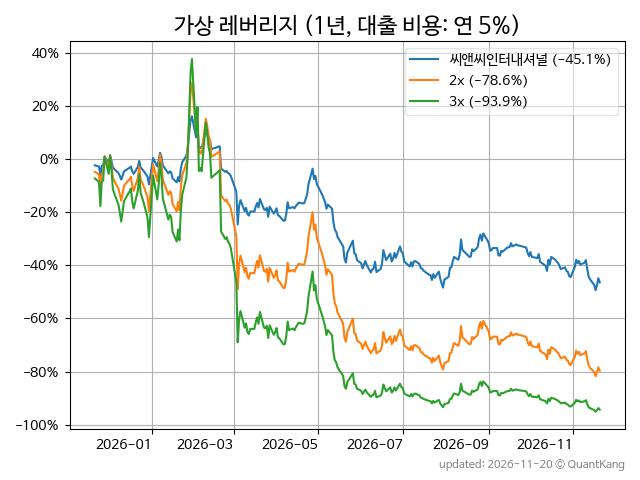 가상 레버리지 (1년, 대출 비용: 연 5%)
씨앤씨인터내셔널 (-45.1%)
2x (-78.6%)
3x (-93.9%)
40%
20%
0%
-20%
-40%
-60%
-80%
-100%
2026-01 2026-03 2026-05 2026-07 2026-09 2026-11
updated: 2026-11-20 © QuantKang